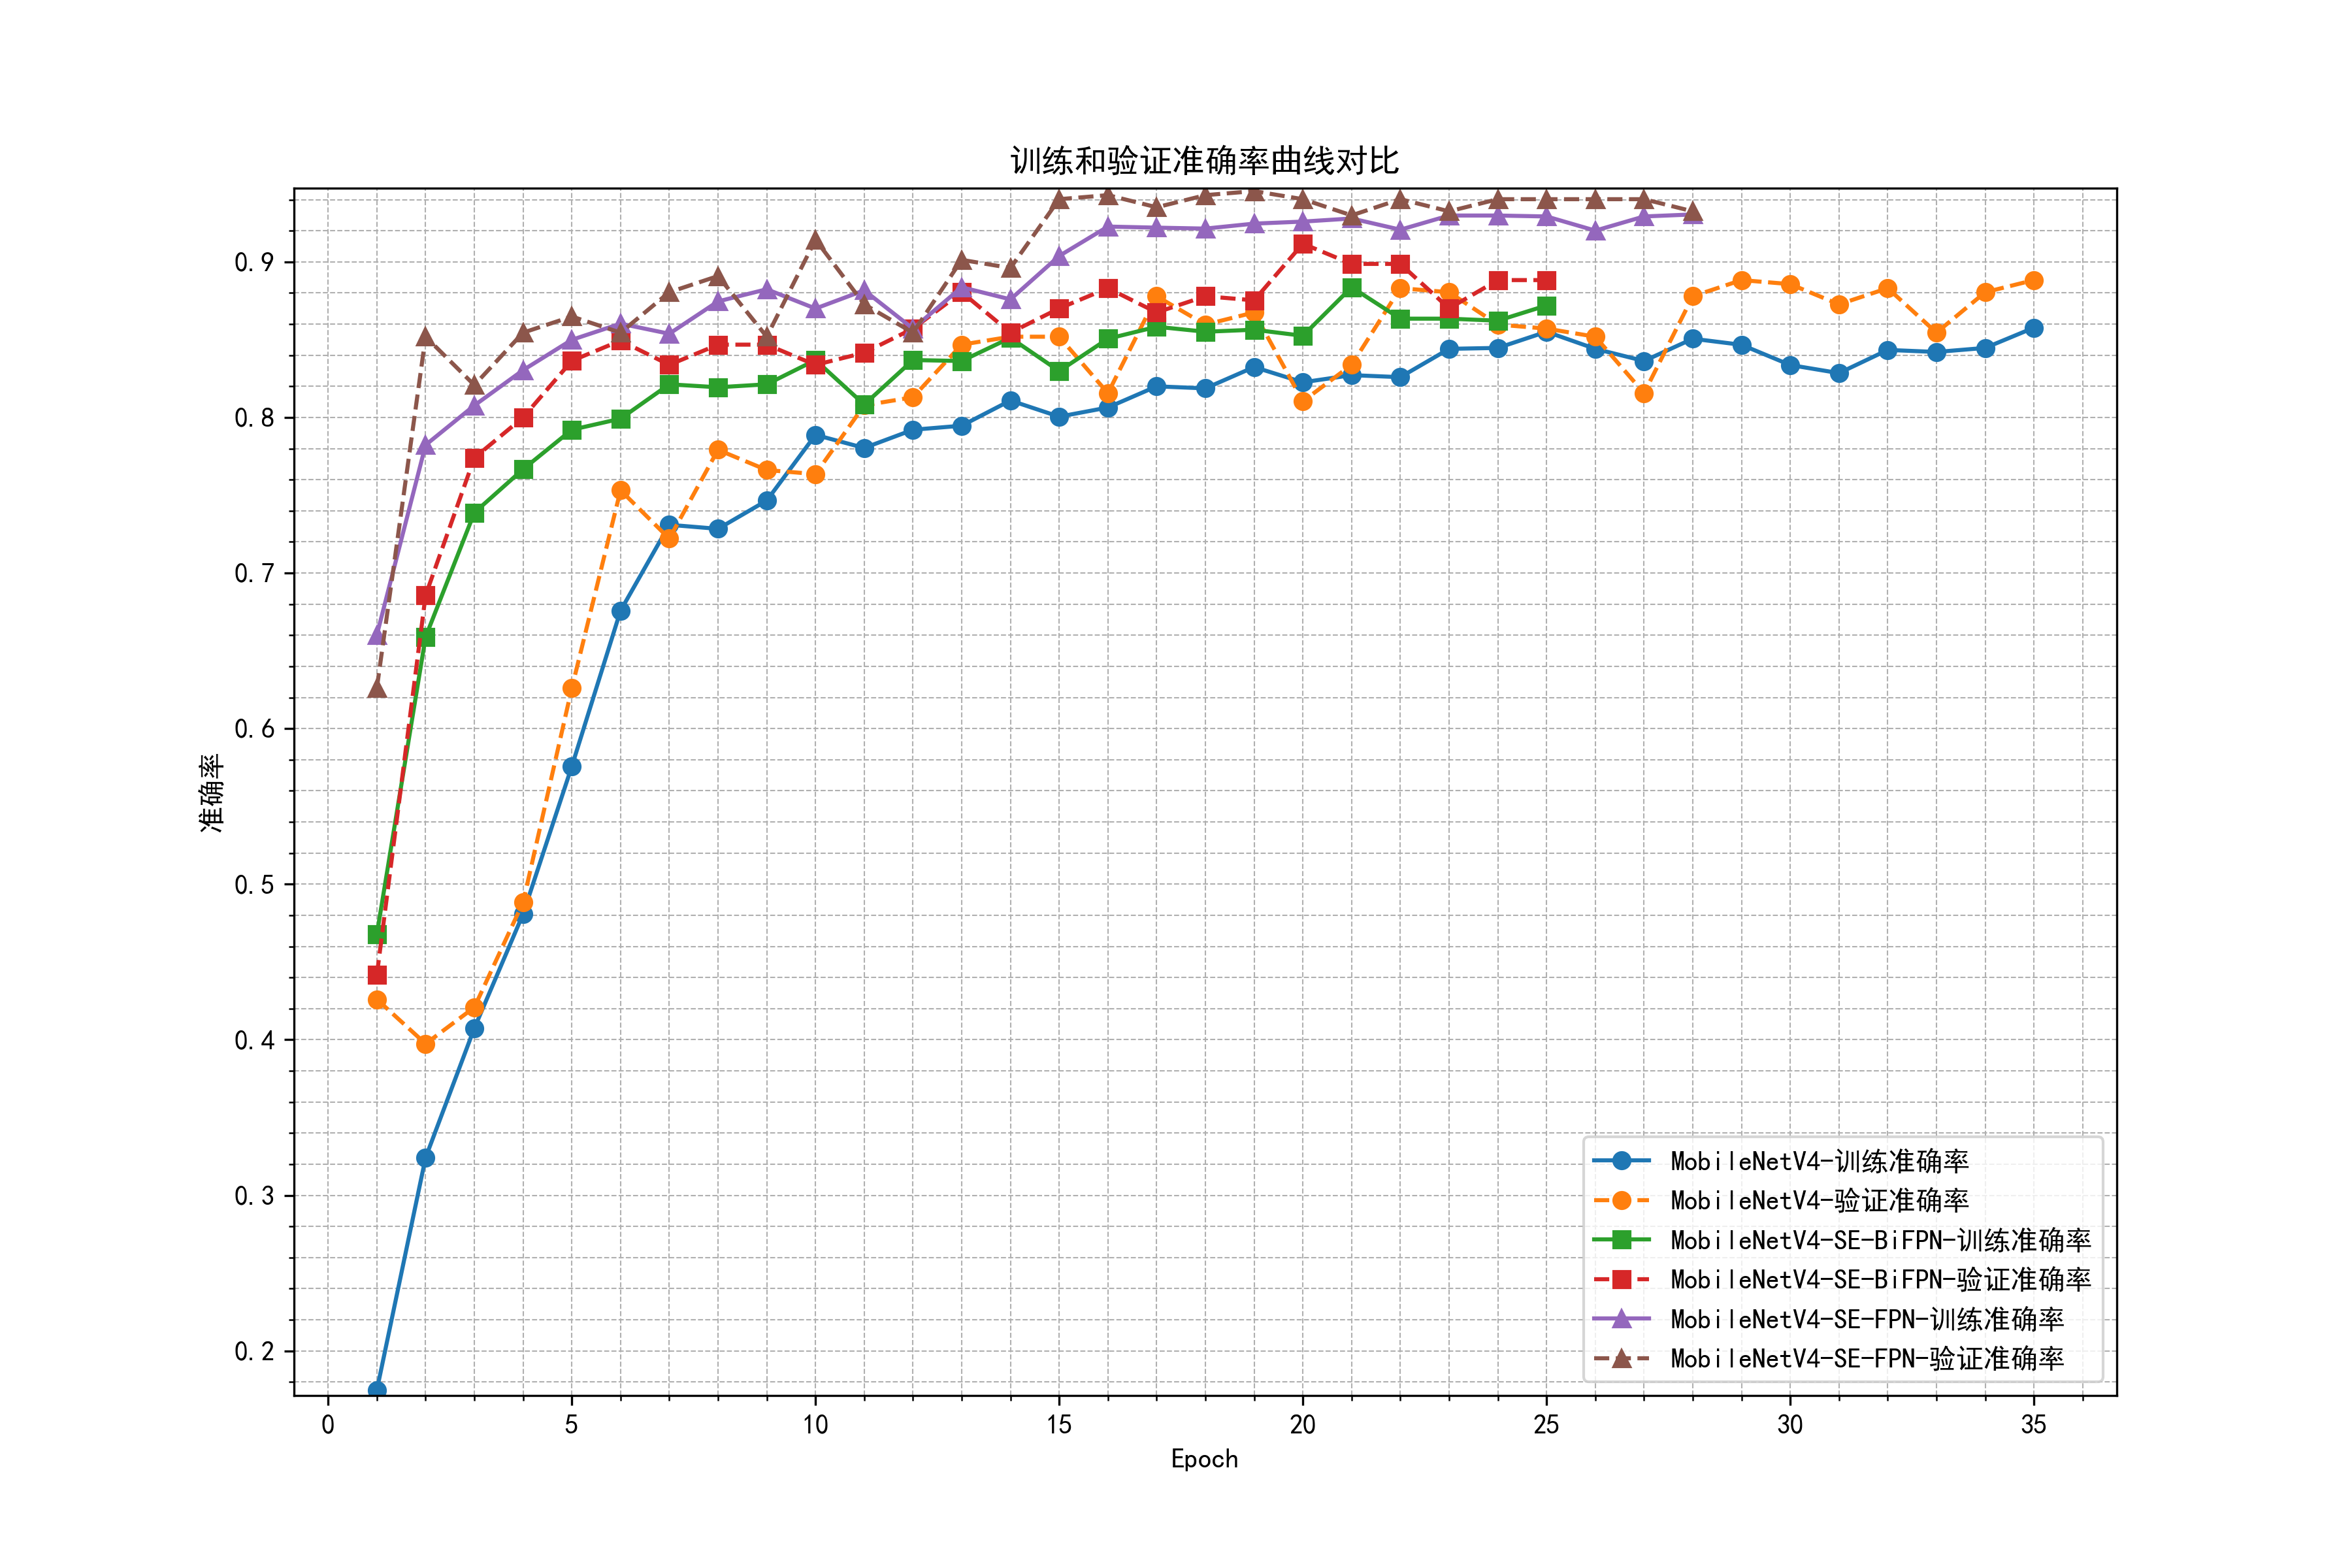 训练和验证准确率曲线对比
准确率
0.9
0.8
0.7
0.6
0.5
0.4
0.3
0.2
0 5 10 15 20 25 30 35
Epoch
MobileNetV4-训练准确率
MobileNetV4-验证准确率
MobileNetV4-SE-BiFPN-训练准确率
MobileNetV4-SE-BiFPN-验证准确率
MobileNetV4-SE-FPN-训练准确率
MobileNetV4-SE-FPN-验证准确率